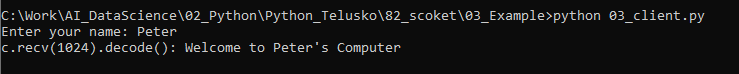 C:\Work\AI_DataScience\02_Python\Python_Telusko\82_scoket\03_Example>python 03_client.py
Enter your name: Peter
c.recv(1024).decode(): Welcome to Peter's Computer